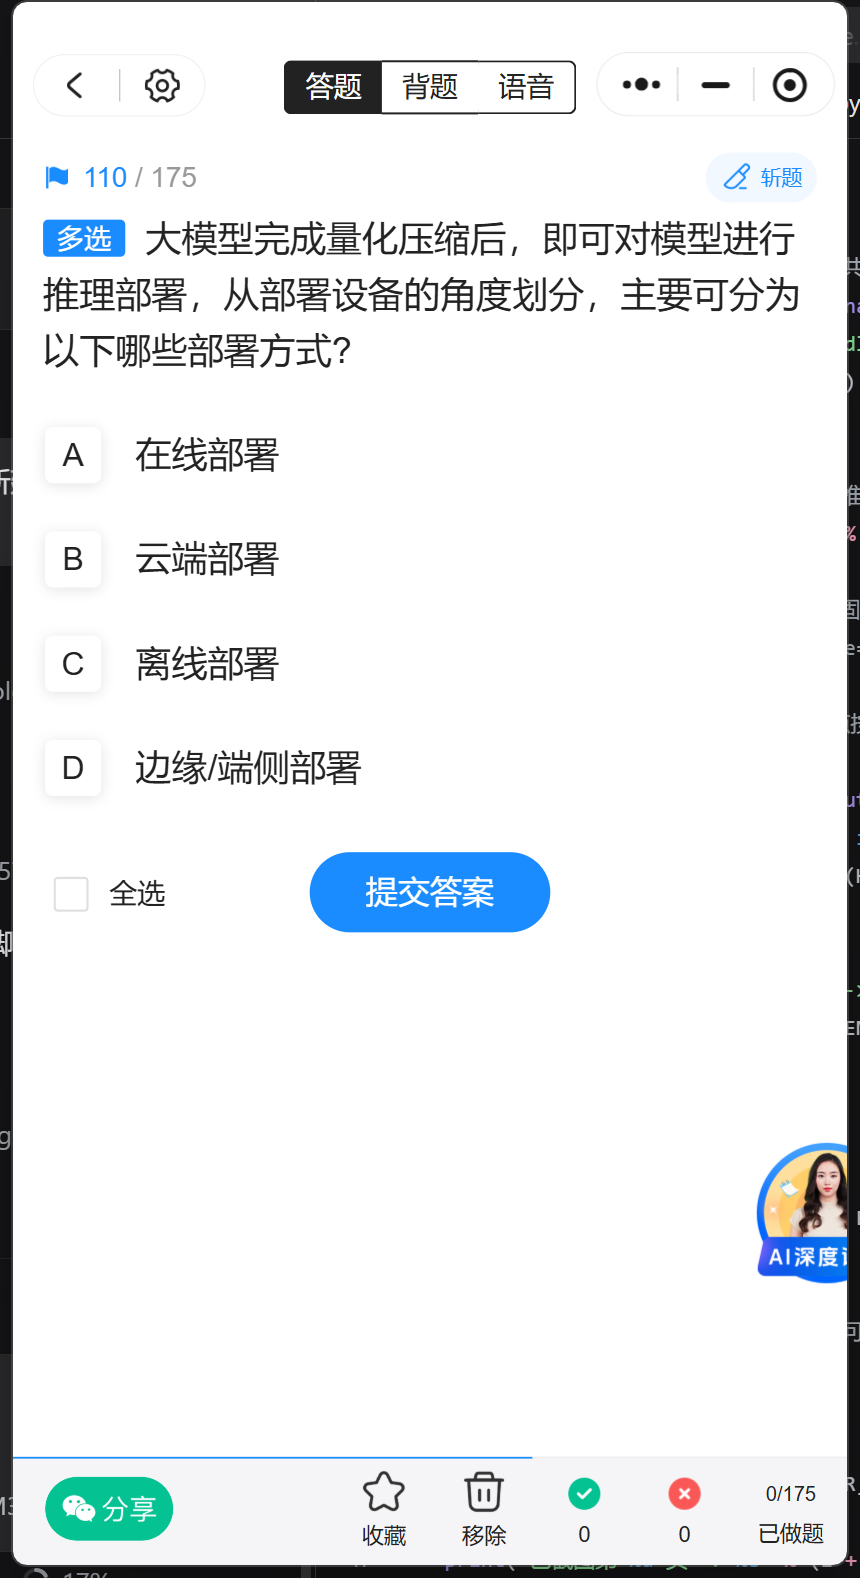 答题 背题 语音
110 / 175
斩题
多选 大模型完成量化压缩后，即可对模型进行
推理部署，从部署设备的角度划分，主要可分为
以下哪些部署方式?
A 在线部署
B 云端部署
C 离线部署
D 边缘/端侧部署
全选
提交答案
AI深度
分享
收藏
移除
0
0
0/175
已做题
17%